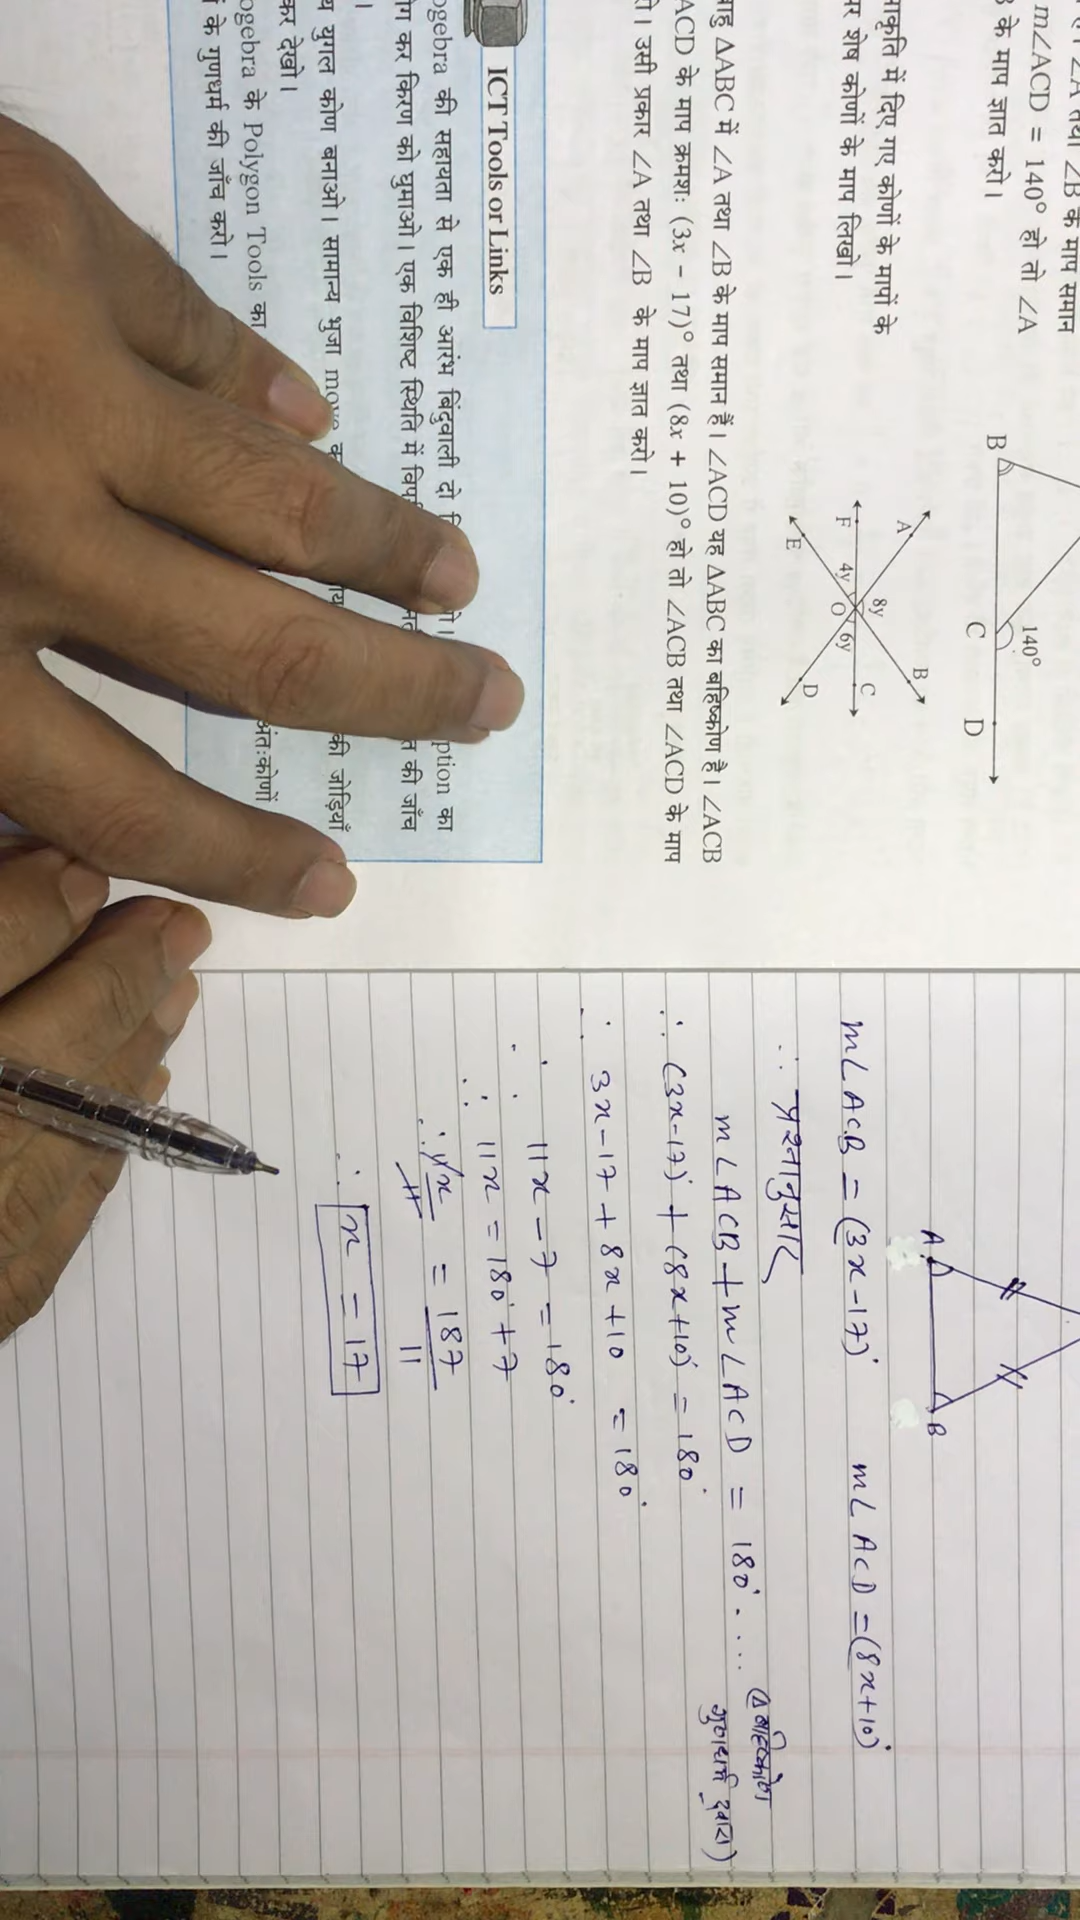 ∠A तथा ∠B के माप समान
m∠ACD = 140° हो तो ∠A
के माप ज्ञात करो।
B
C
D
140°
आकृति में दिए गए कोणों के मापों के
शेष कोणों के माप लिखो।
A
B
F
C
E
D
O
8y
4y
6y
ΔABC में ∠A तथा ∠B के माप समान हैं। ∠ACD यह ΔABC का बहिष्कोण है। ∠ACB
ACD के माप क्रमशः (3x − 17)° तथा (8x + 10)° हो तो ∠ACB तथा ∠ACD के माप
उसी प्रकार ∠A तथा ∠B के माप ज्ञात करो।
ICT Tools or Links
की सहायता से एक ही आरंभ बिंदुवाली दो
कर किरण को घुमाओ। एक विशिष्ट स्थिति में की जाँच
युगल कोण बनाओ। सामान्य भुजा की जोड़ियाँ
कर देखो।
के Polygon Tools का अंतःकोणों
के गुणधर्म की जाँच करो।
A
B
m∠ACB = (3x-17)° m∠ACD = (8x+10)°
∴ प्रश्नानुसार
m∠ACB + m∠ACD = 180° .... (Δ बहिष्कोण
गुणधर्म द्वारा)
∴ (3x-17)° + (8x+10)° = 180°
∴ 3x-17 + 8x+10 = 180°
∴ 11x - 7 = 180°
∴ 11x = 180° + 7
∴ 11x/11 = 187/11
∴ x = 17